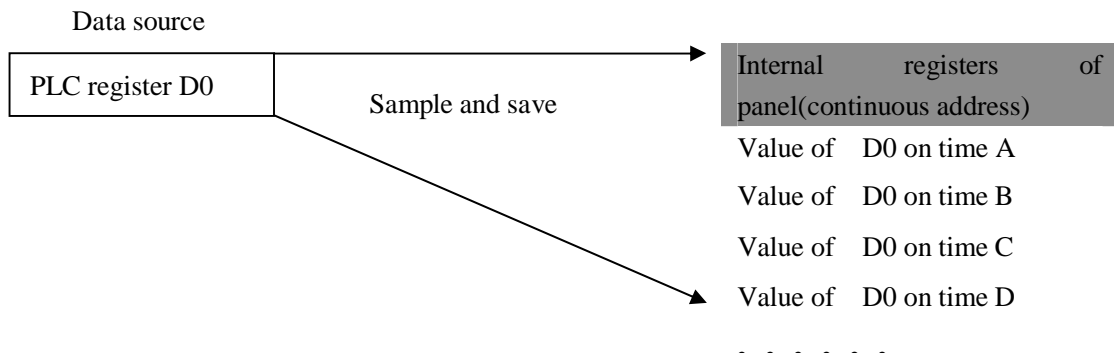 Data source
PLC register D0
Sample and save
Internal registers of
panel(continuous address)
Value of D0 on time A
Value of D0 on time B
Value of D0 on time C
Value of D0 on time D